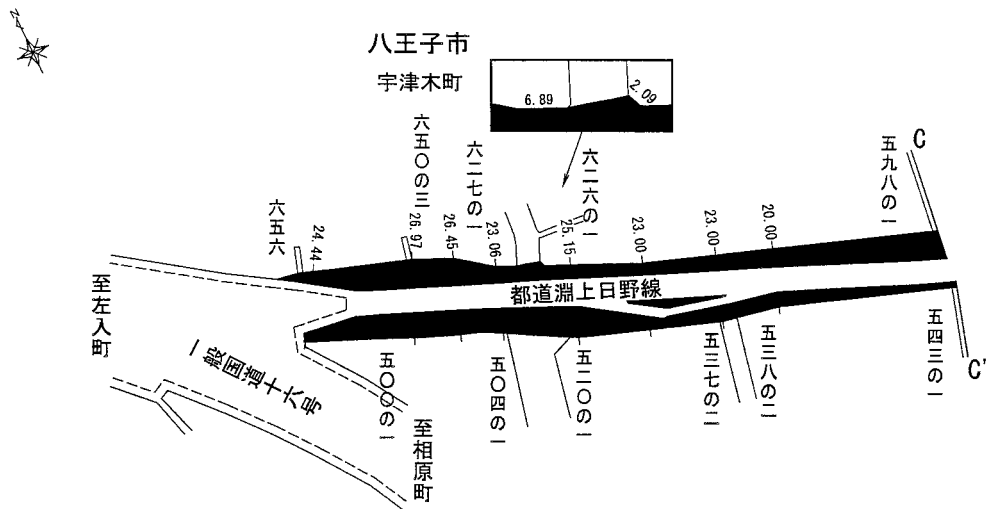 N
八王子市
宇津木町
6.89
2.09
六五六
24.44
六五〇の三
26.97
26.45
六二七の一
23.06
六二六の一
25.15
23.00
23.00
20.00
五九八の一
C
都道淵上日野線
至左入町
一般国道十六号
至相原町
五〇〇の一
五〇四の一
五二〇の一
五三七の二
五三八の二
五四三の一
C'